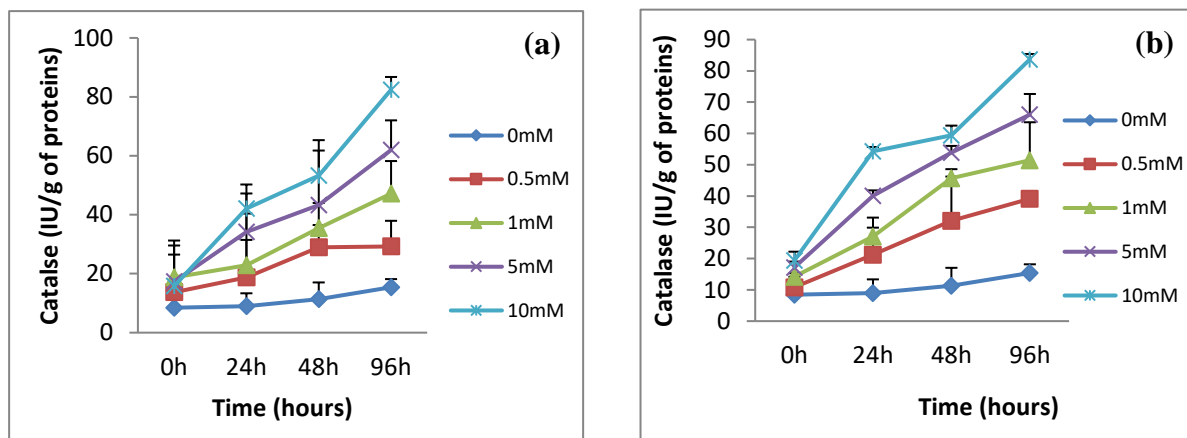 (a)
Catalse (IU/g of proteins)
100
80
60
40
20
0
0h 24h 48h 96h
Time (hours)
0mM
0.5mM
1mM
5mM
10mM
(b)
Catalase (IU/g of proteins)
90
80
70
60
50
40
30
20
10
0
0h 24h 48h 96h
Time (hours)
0mM
0.5mM
1mM
5mM
10mM